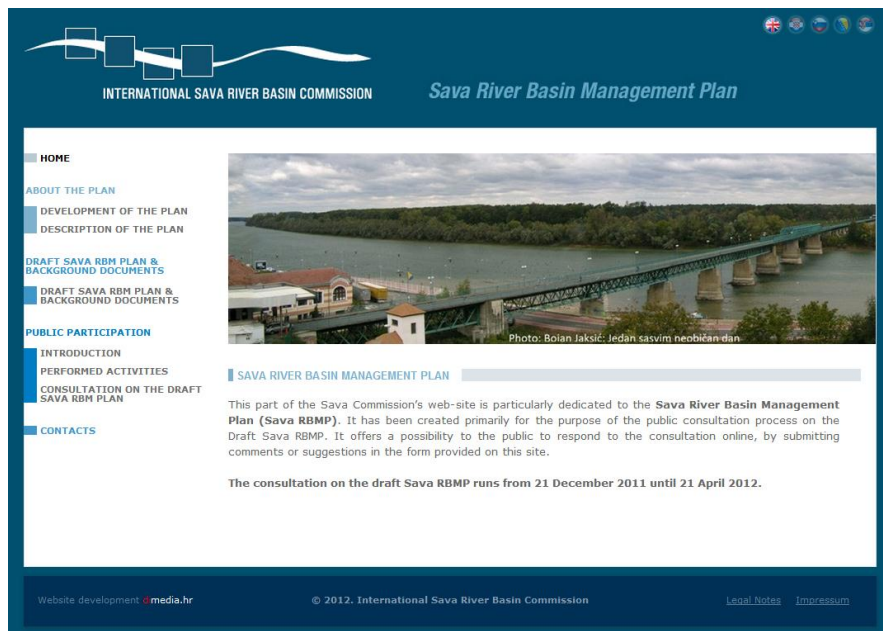 INTERNATIONAL SAVA RIVER BASIN COMMISSION
Sava River Basin Management Plan
HOME
ABOUT THE PLAN
DEVELOPMENT OF THE PLAN
DESCRIPTION OF THE PLAN
DRAFT SAVA RBM PLAN &
BACKGROUND DOCUMENTS
DRAFT SAVA RBM PLAN &
BACKGROUND DOCUMENTS
PUBLIC PARTICIPATION
INTRODUCTION
PERFORMED ACTIVITIES
CONSULTATION ON THE DRAFT
SAVA RBM PLAN
CONTACTS
Photo: Bojan Jaksić: Jedan sasvim neobičan dan
SAVA RIVER BASIN MANAGEMENT PLAN
This part of the Sava Commission's web-site is particularly dedicated to the Sava River Basin Management
Plan (Sava RBMP). It has been created primarily for the purpose of the public consultation process on the
Draft Sava RBMP. It offers a possibility to the public to respond to the consultation online, by submitting
comments or suggestions in the form provided on this site.
The consultation on the draft Sava RBMP runs from 21 December 2011 until 21 April 2012.
Website development dmedia.hr
© 2012. International Sava River Basin Commission
Legal Notes Impressum